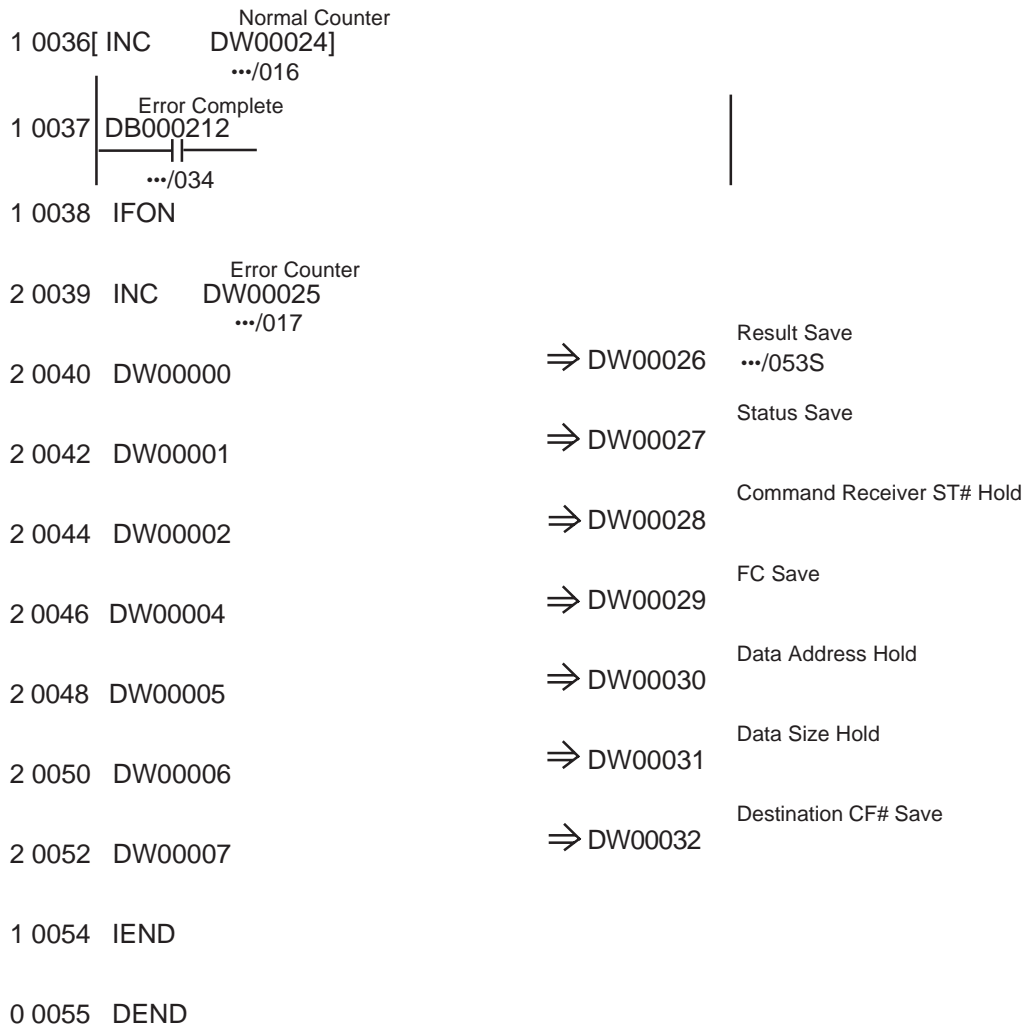 Normal Counter
1 0036[ INC DW00024]
•••/016
Error Complete
1 0037 DB000212
•••/034
1 0038 IFON
Error Counter
2 0039 INC DW00025
•••/017
Result Save
2 0040 DW00000 ⇒ DW00026 •••/053S
Status Save
2 0042 DW00001 ⇒ DW00027
Command Receiver ST# Hold
2 0044 DW00002 ⇒ DW00028
FC Save
2 0046 DW00004 ⇒ DW00029
Data Address Hold
2 0048 DW00005 ⇒ DW00030
Data Size Hold
2 0050 DW00006 ⇒ DW00031
Destination CF# Save
2 0052 DW00007 ⇒ DW00032
1 0054 IEND
0 0055 DEND